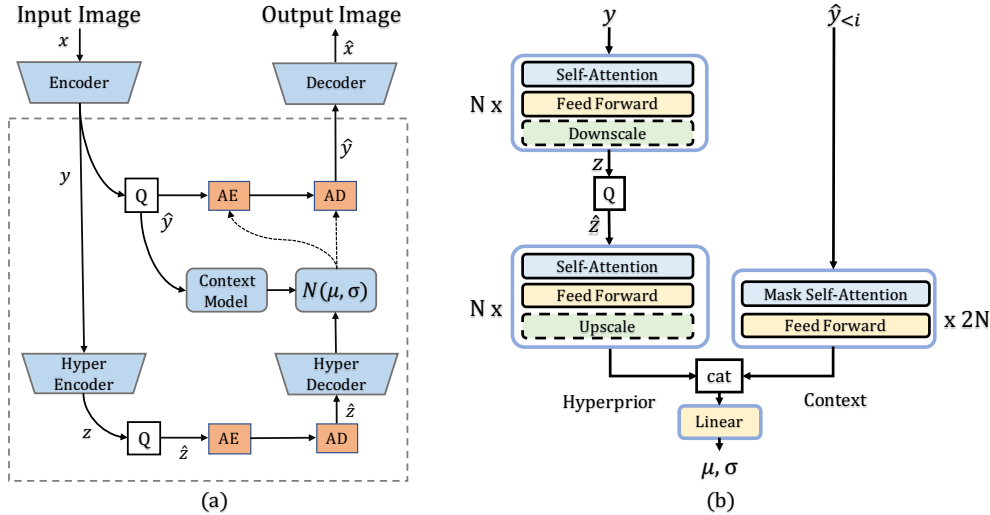 Input Image
Output Image
x
x̂
Encoder
Decoder
y
ŷ
Q
AE
AD
ŷ
Context
Model
N(μ, σ)
Hyper
Encoder
Hyper
Decoder
z
ẑ
Q
AE
AD
ẑ
(a)
y
ŷ<i
Self-Attention
N x
Feed Forward
Downscale
z
Q
ẑ
Self-Attention
Feed Forward
N x
Upscale
Mask Self-Attention
Feed Forward
x 2N
cat
Hyperprior
Context
Linear
μ, σ
(b)